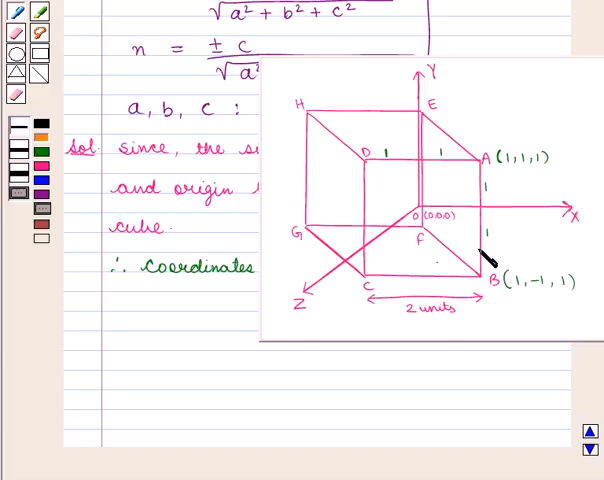 √a² + b² + c²
n = ± c
√a²
a, b, c :
Sol. Since, the s
and origin
cube.
∴ Coordinates
Y
H E
D 1 1 A (1,1,1)
1
O (0,0,0) X
G F 1
Z C B (1,-1,1)
2 units